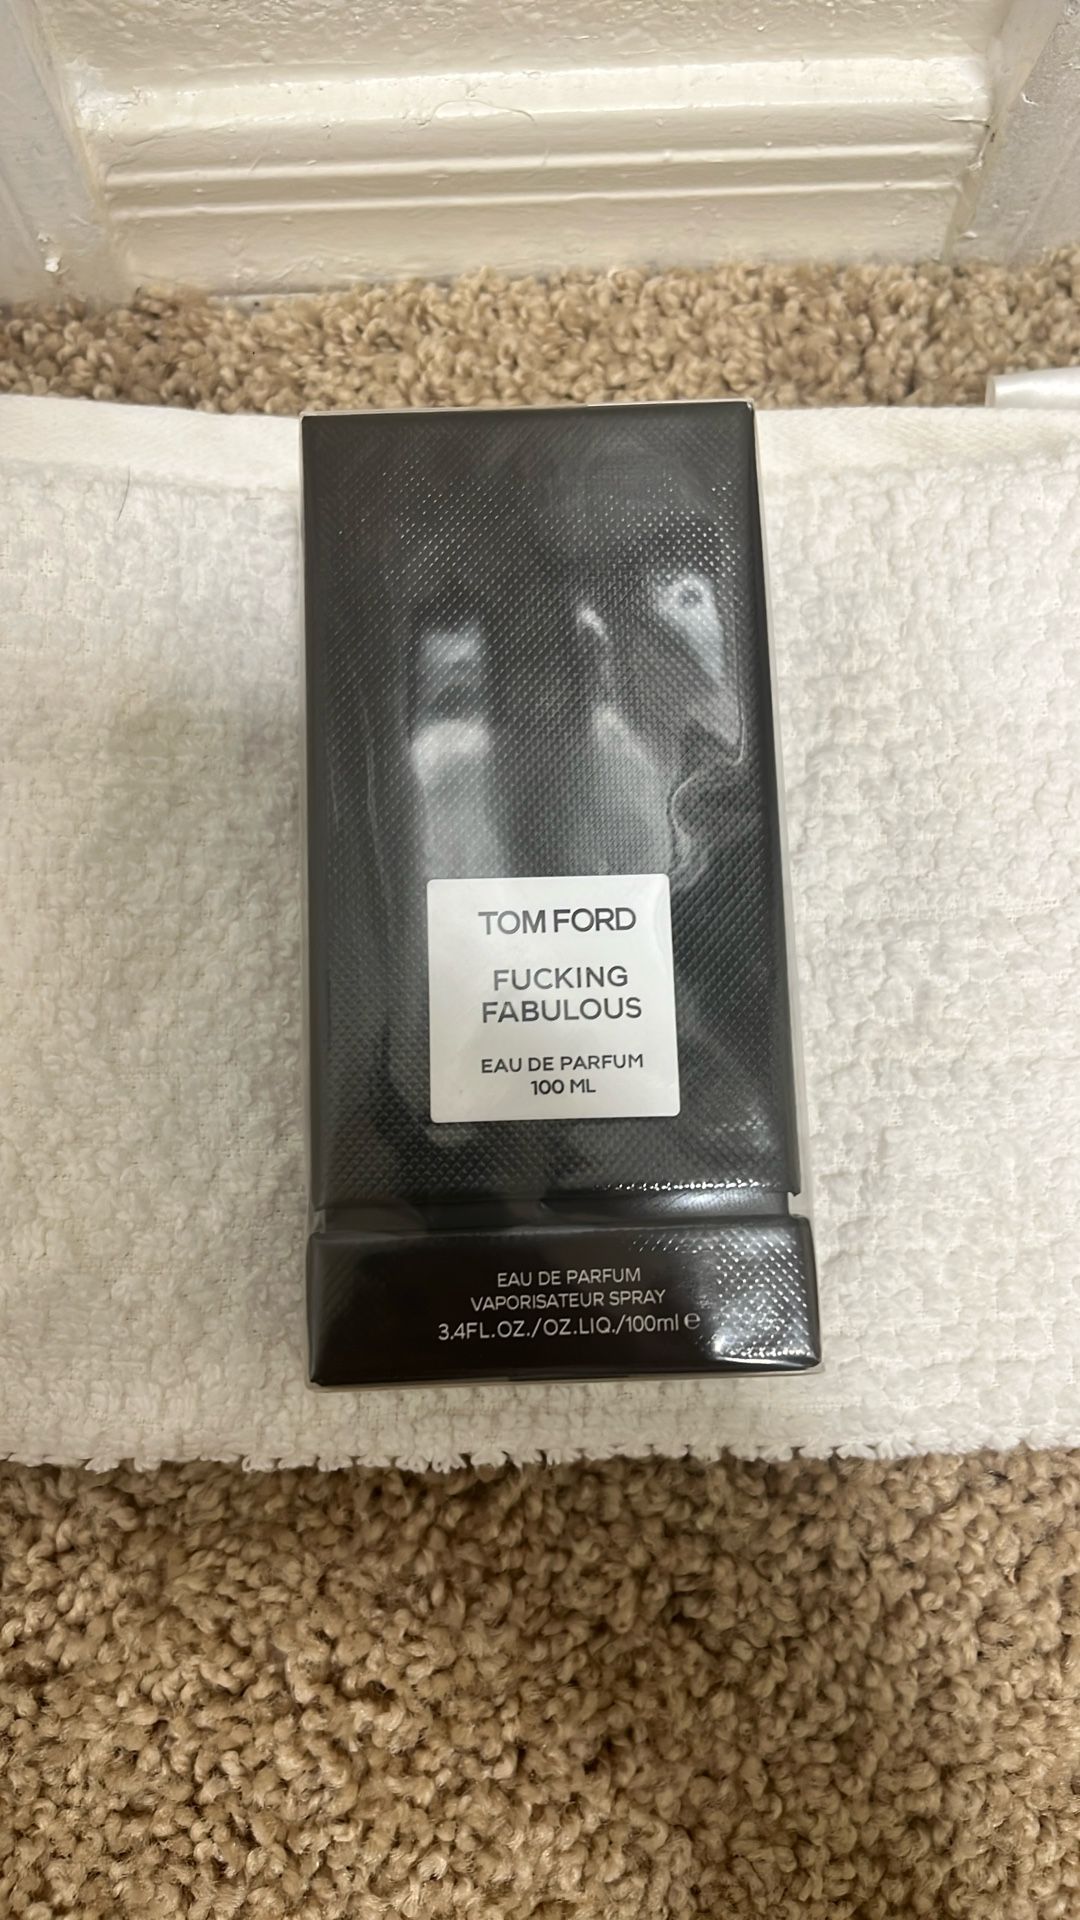 TOM FORD
FUCKING
FABULOUS
EAU DE PARFUM
100 ML
EAU DE PARFUM
VAPORISATEUR SPRAY
3.4FL.OZ./OZ.LIQ./100ml ℮